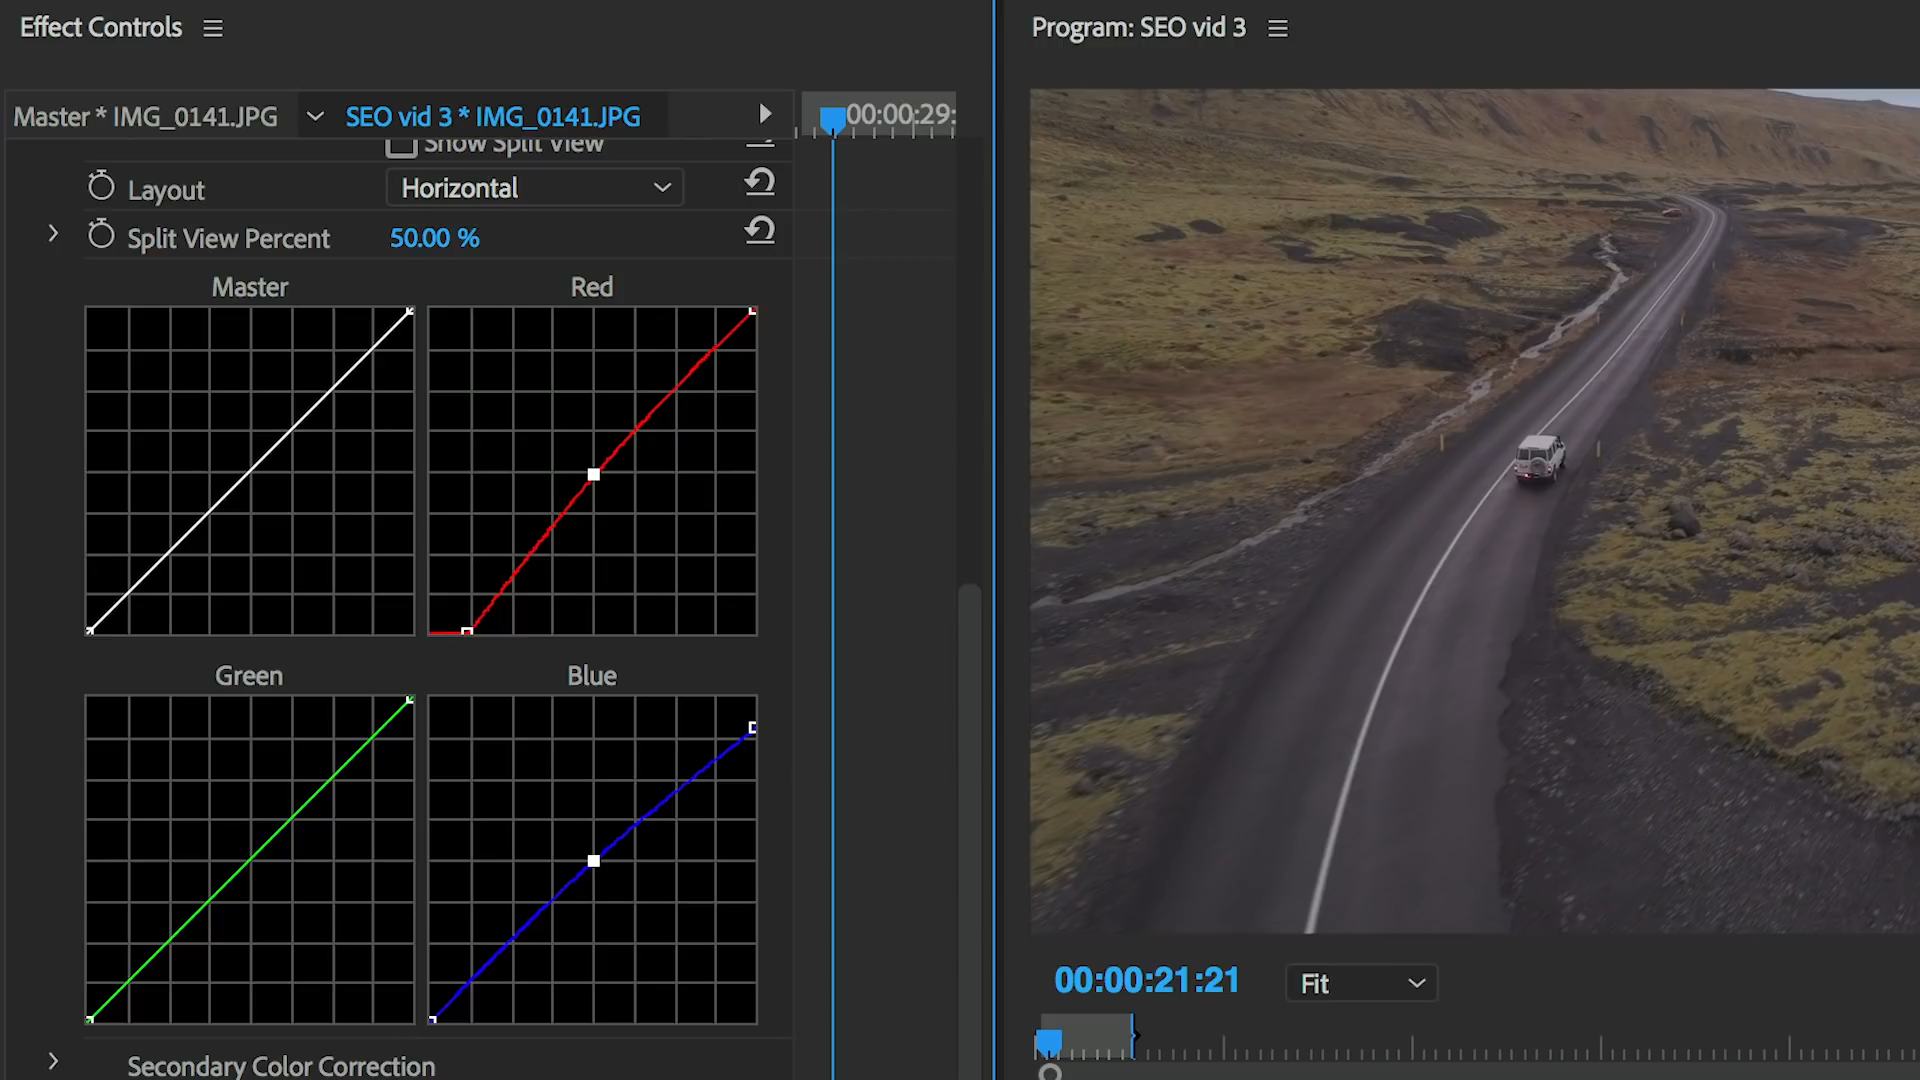 Effect Controls
Program: SEO vid 3
Master * IMG_0141.JPG
SEO vid 3 * IMG_0141.JPG
00:00:29:
Show Split View
Layout
Horizontal
Split View Percent
50.00 %
Master
Red
Green
Blue
00:00:21:21
Fit
Secondary Color Correction